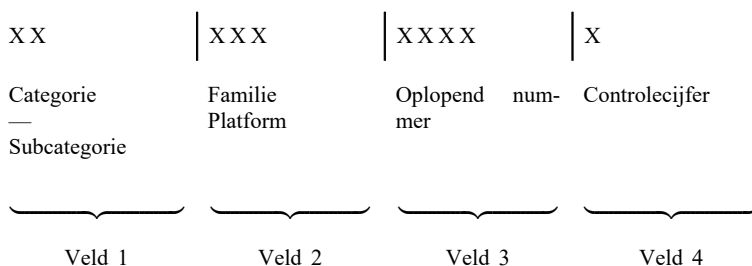 X X | X X X | X X X X | X
Categorie
—
Subcategorie
Familie
Platform
Oplopend num-
mer
Controlecijfer
Veld 1 Veld 2 Veld 3 Veld 4